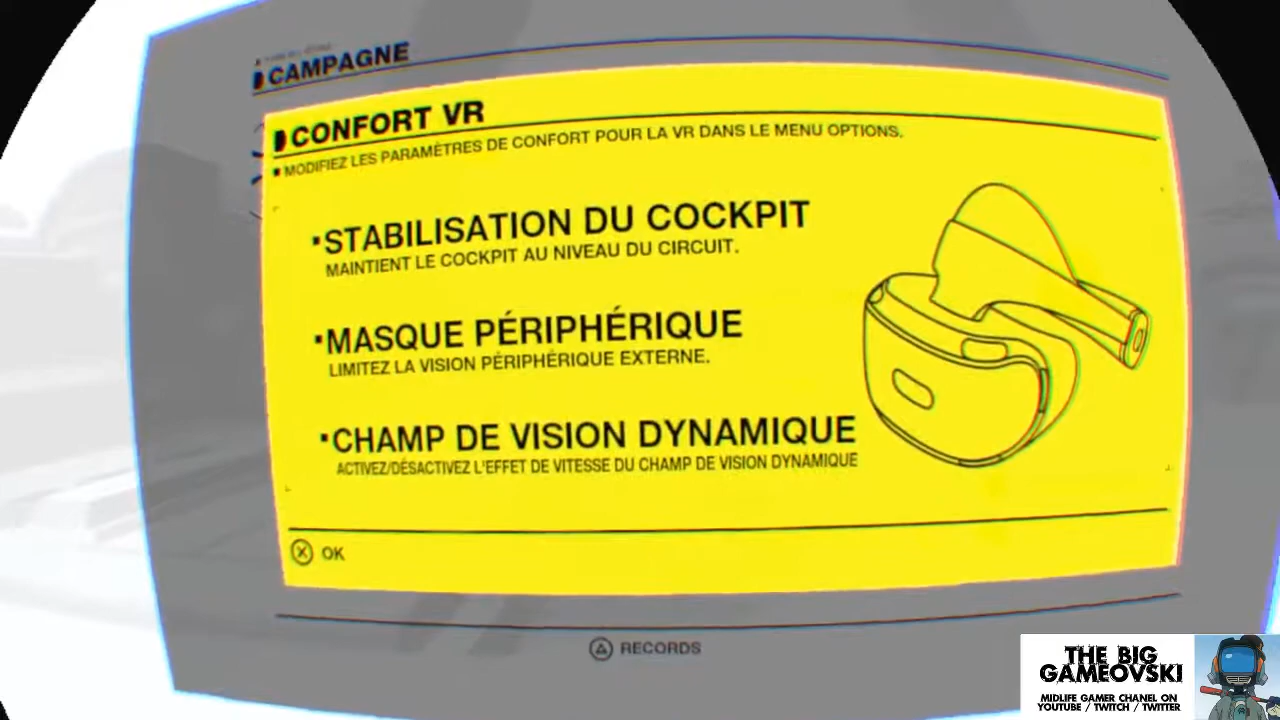 CAMPAGNE
CONFORT VR
MODIFIEZ LES PARAMÈTRES DE CONFORT POUR LA VR DANS LE MENU OPTIONS.
STABILISATION DU COCKPIT
MAINTIENT LE COCKPIT AU NIVEAU DU CIRCUIT.
MASQUE PÉRIPHÉRIQUE
LIMITEZ LA VISION PÉRIPHÉRIQUE EXTERNE.
CHAMP DE VISION DYNAMIQUE
ACTIVEZ/DÉSACTIVEZ L'EFFET DE VITESSE DU CHAMP DE VISION DYNAMIQUE
OK
RECORDS
THE BIG
GAMEOVSKI
MIDLIFE GAMER CHANEL ON
YOUTUBE / TWITCH / TWITTER